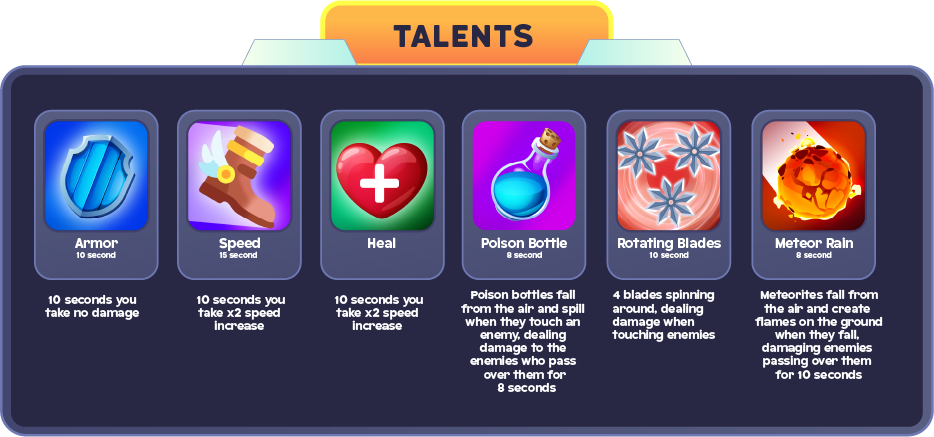 TALENTS
Armor
10 second
10 seconds you
take no damage
Speed
15 second
10 seconds you
take x2 speed
increase
Heal
10 seconds you
take x2 speed
increase
Poison Bottle
8 second
Poison bottles fall
from the air and spill
when they touch an
enemy, dealing
damage to the
enemies who pass
over them for
8 seconds
Rotating Blades
10 second
4 blades spinning
around, dealing
damage when
touching enemies
Meteor Rain
8 second
Meteorites fall from
the air and create
flames on the ground
when they fall,
damaging enemies
passing over them
for 10 seconds